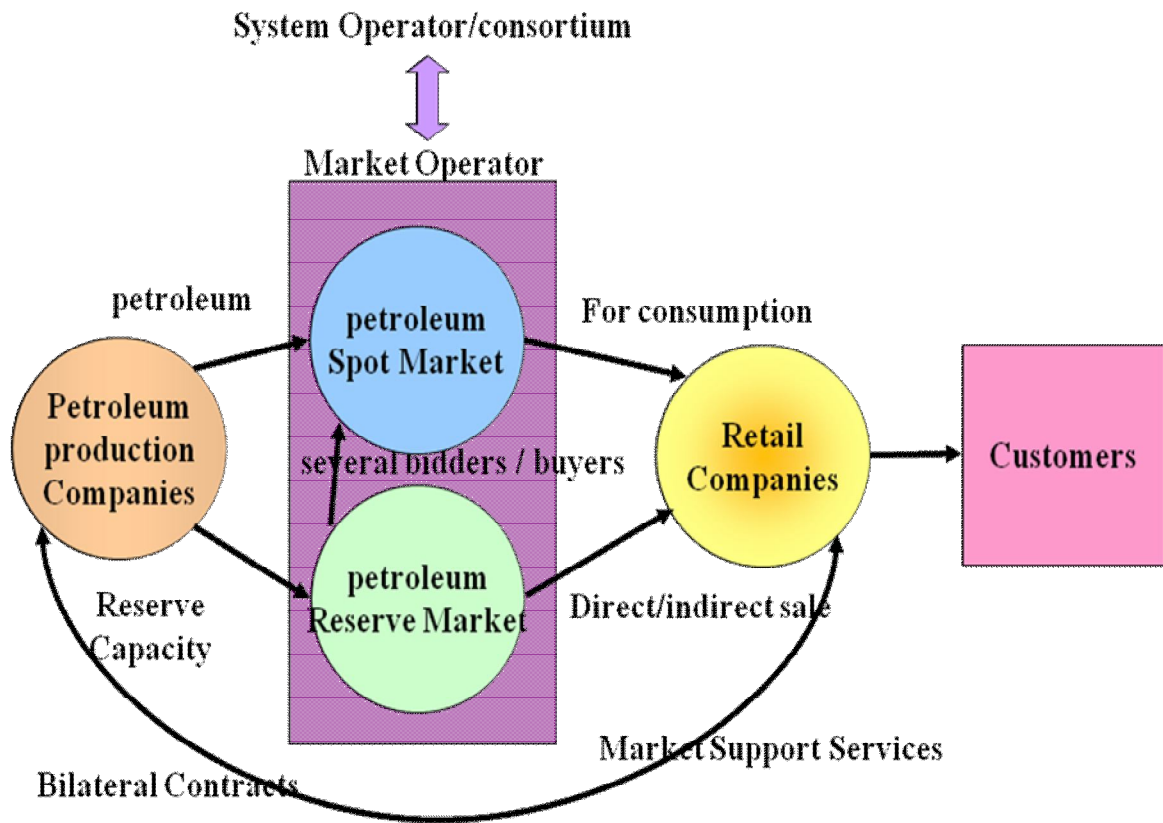 System Operator/consortium
Market Operator
petroleum
petroleum
Spot Market
For consumption
Petroleum
production
Companies
several bidders / buyers
Retail
Companies
Customers
petroleum
Reserve Market
Reserve
Capacity
Direct/indirect sale
Market Support Services
Bilateral Contracts